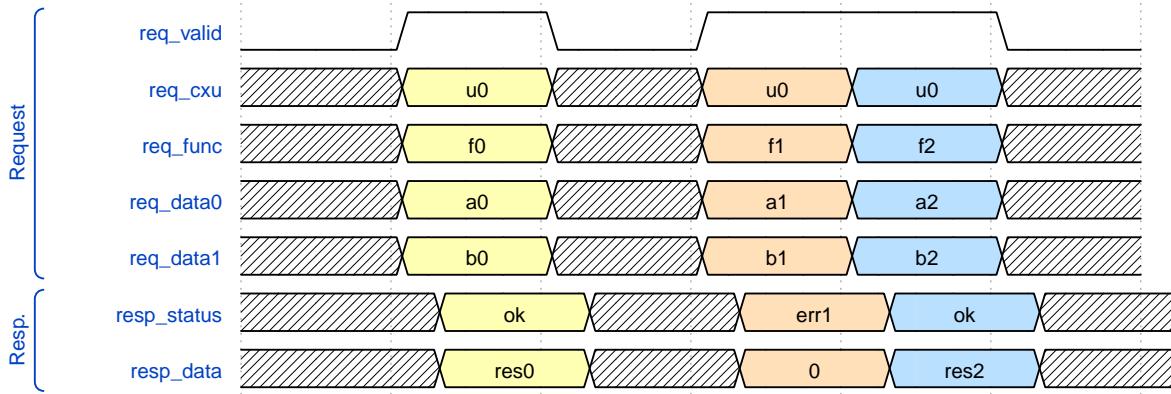 Request
req_valid
req_cxu u0 u0 u0
req_func f0 f1 f2
req_data0 a0 a1 a2
req_data1 b0 b1 b2
Resp.
resp_status ok err1 ok
resp_data res0 0 res2